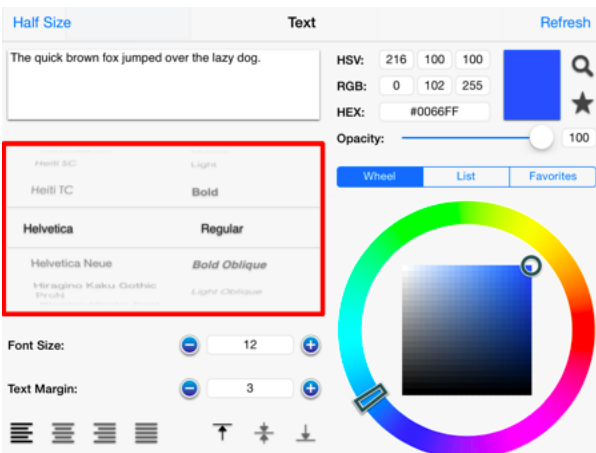 Half Size
Text
Refresh
The quick brown fox jumped over the lazy dog.
HSV: 216 100 100
RGB: 0 102 255
HEX: #0066FF
Opacity: 100
Wheel List Favorites
Heiti SC Light
Heiti TC Bold
Helvetica Regular
Helvetica Neue Bold Oblique
Hiragino Kaku Gothic Light Oblique
ProN
Font Size: 12
Text Margin: 3